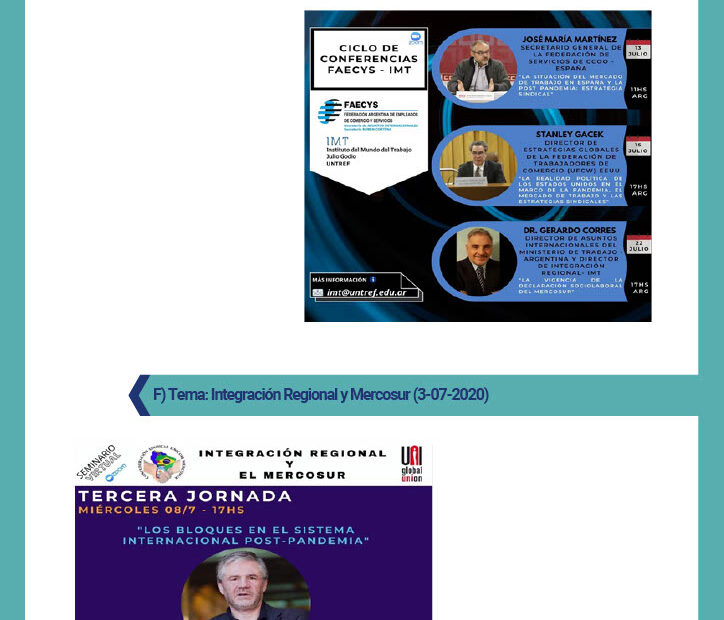 zoom
CICLO DE
CONFERENCIAS
FAECYS - IMT
FAECYS
FEDERACIÓN ARGENTINA DE EMPLEADOS
DE COMERCIO Y SERVICIOS
IMT
Instituto del Mundo del Trabajo
Julio Godio
UNTREF
MÁS INFORMACIÓN
imt@untref.edu.ar
JOSÉ MARÍA MARTÍNEZ
SECRETARIO GENERAL DE
LA FEDERACIÓN DE
SERVICIOS DE CCOO -
ESPAÑA
"LA SITUACIÓN DEL MERCADO
DE TRABAJO EN ESPAÑA Y LA
POST PANDEMIA: ESTRATEGIA
SINDICAL"
13
JULIO
11HS
ARG
STANLEY GACEK
DIRECTOR DE
ESTRATEGIAS GLOBALES
DE LA FEDERACIÓN DE
TRABAJADORES DE
COMERCIO (UFCW) EEUU
"LA REALIDAD POLÍTICA DE
LOS ESTADOS UNIDOS EN EL
MARCO DE LA PANDEMIA, EL
MERCADO DE TRABAJO Y LAS
ESTRATEGIAS SINDICALES"
JULIO
17HS
ARG
DR. GERARDO CORRES
DIRECTOR DE ASUNTOS
INTERNACIONALES DEL
MINISTERIO DE TRABAJO -
ARGENTINA Y DIRECTOR
DE INTEGRACIÓN
REGIONAL- IMT
"LA VIGENCIA DE LA
DECLARACIÓN SOCIOLABORAL
DEL MERCOSUR"
22
JULIO
17HS
ARG
F) Tema: Integración Regional y Mercosur (3-07-2020)
SEMINARIO
VIRTUAL
zoom
INTEGRACIÓN REGIONAL
Y
EL MERCOSUR
UNI
global
union
TERCERA JORNADA
MIÉRCOLES 08/7 - 17HS
"LOS BLOQUES EN EL SISTEMA
INTERNACIONAL POST-PANDEMIA"